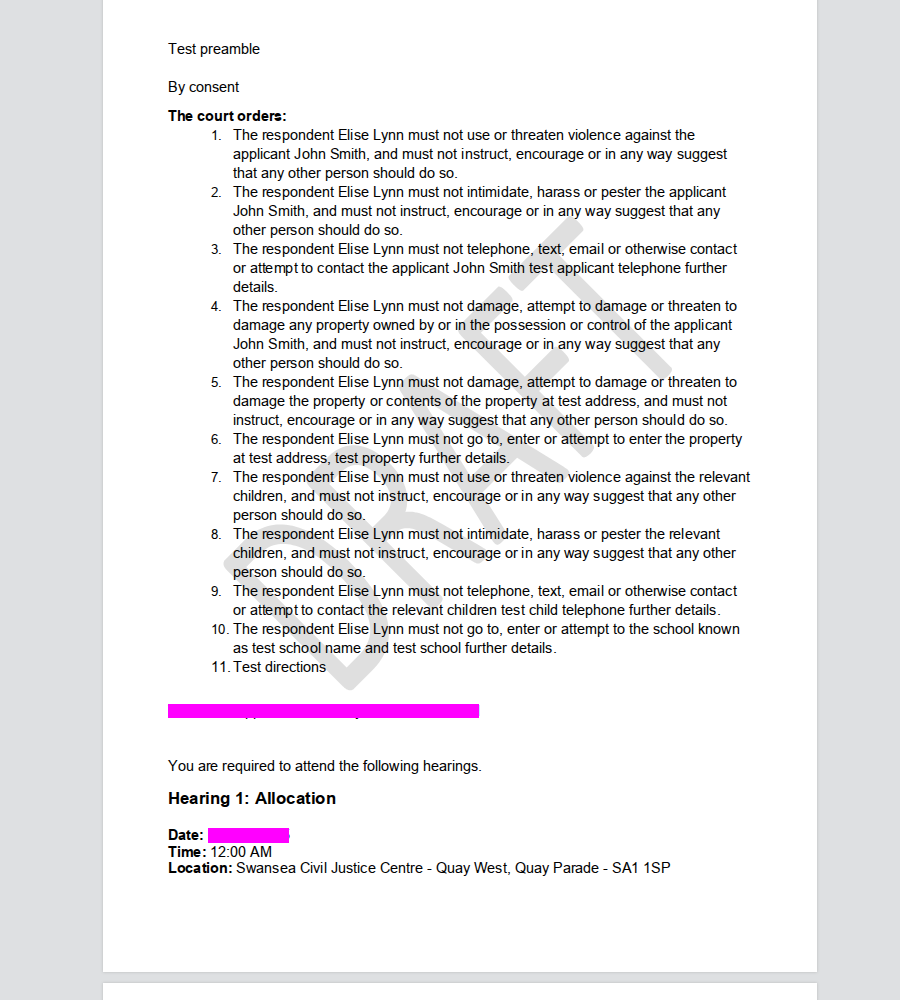 Test preamble
By consent
The court orders:
1. The respondent Elise Lynn must not use or threaten violence against the
applicant John Smith, and must not instruct, encourage or in any way suggest
that any other person should do so.
2. The respondent Elise Lynn must not intimidate, harass or pester the applicant
John Smith, and must not instruct, encourage or in any way suggest that any
other person should do so.
3. The respondent Elise Lynn must not telephone, text, email or otherwise contact
or attempt to contact the applicant John Smith test applicant telephone further
details.
4. The respondent Elise Lynn must not damage, attempt to damage or threaten to
damage any property owned by or in the possession or control of the applicant
John Smith, and must not instruct, encourage or in any way suggest that any
other person should do so.
5. The respondent Elise Lynn must not damage, attempt to damage or threaten to
damage the property or contents of the property at test address, and must not
instruct, encourage or in any way suggest that any other person should do so.
6. The respondent Elise Lynn must not go to, enter or attempt to enter the property
at test address, test property further details.
7. The respondent Elise Lynn must not use or threaten violence against the relevant
children, and must not instruct, encourage or in any way suggest that any other
person should do so.
8. The respondent Elise Lynn must not intimidate, harass or pester the relevant
children, and must not instruct, encourage or in any way suggest that any other
person should do so.
9. The respondent Elise Lynn must not telephone, text, email or otherwise contact
or attempt to contact the relevant children test child telephone further details.
10. The respondent Elise Lynn must not go to, enter or attempt to the school known
as test school name and test school further details.
11. Test directions
DRAFT
You are required to attend the following hearings.
Hearing 1: Allocation
Date:
Time: 12:00 AM
Location: Swansea Civil Justice Centre - Quay West, Quay Parade - SA1 1SP